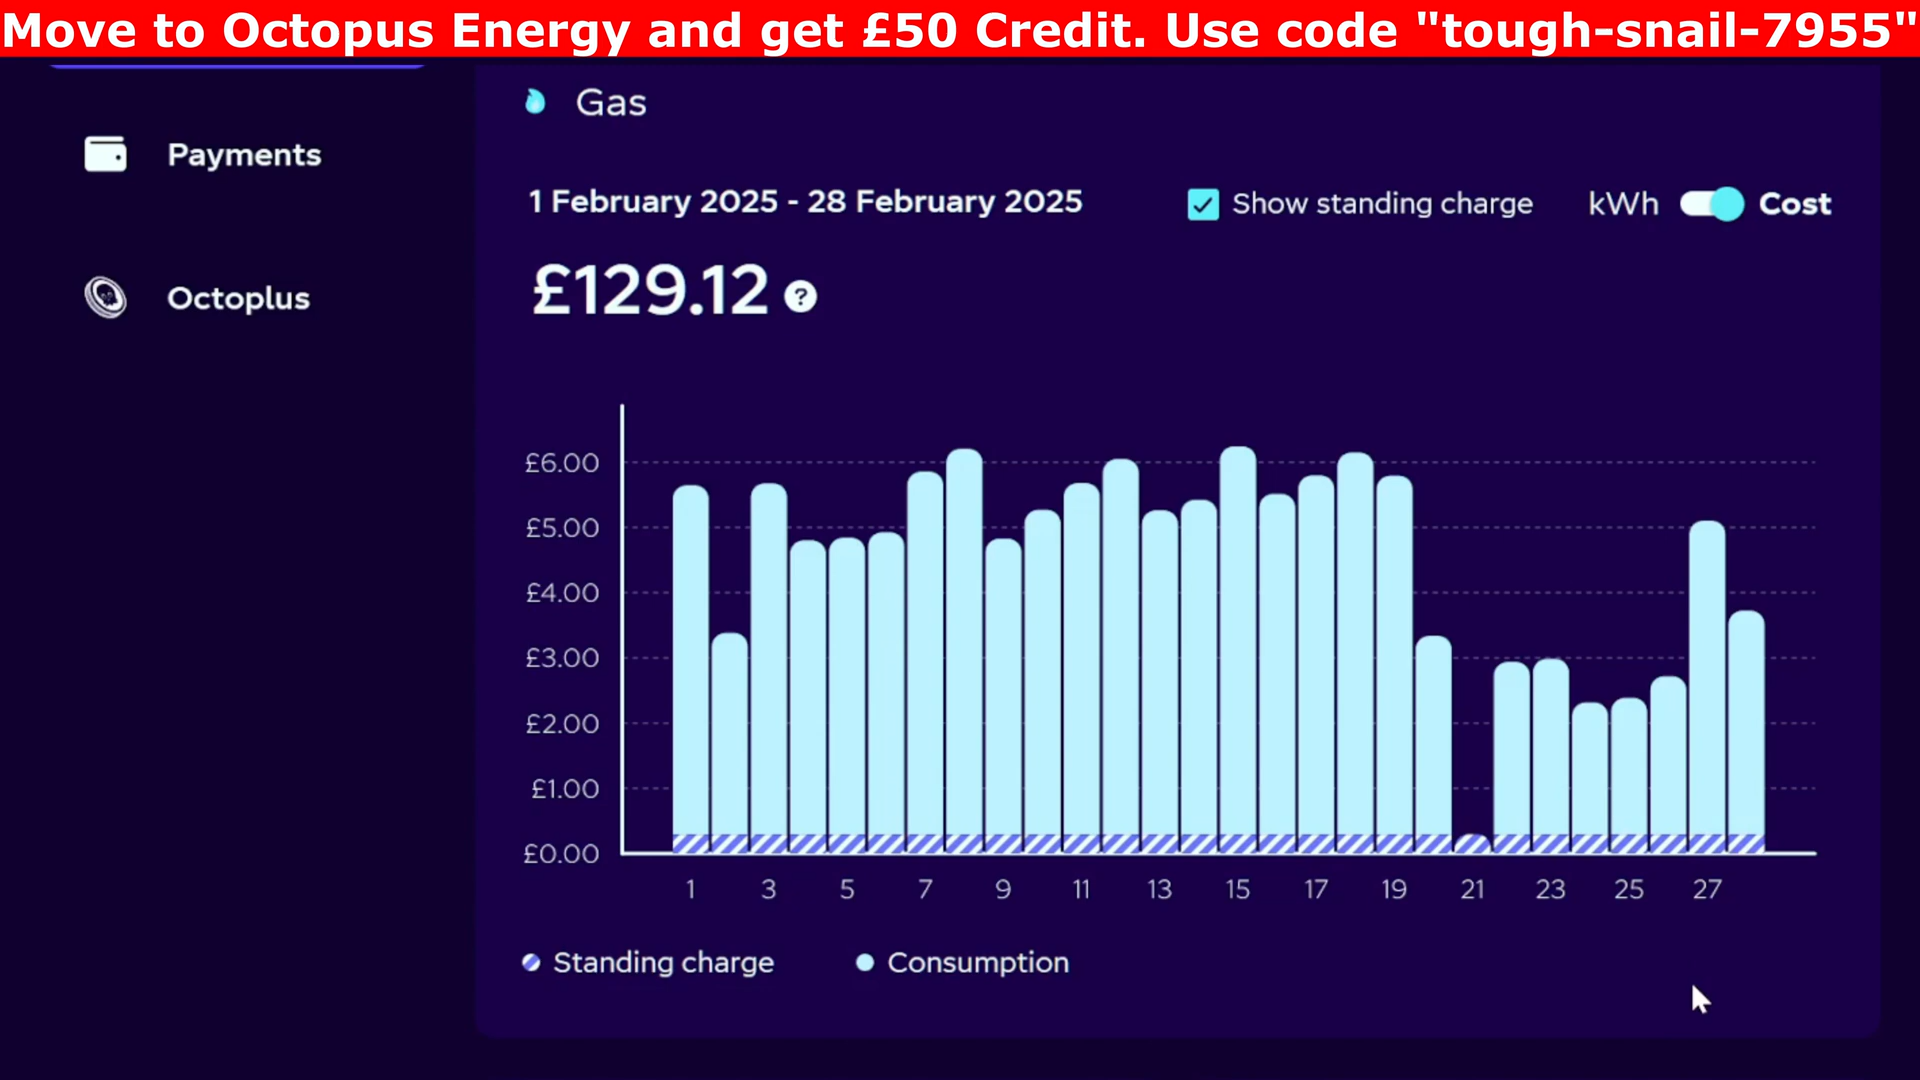 Move to Octopus Energy and get £50 Credit. Use code "tough-snail-7955"
Gas
Payments
1 February 2025 - 28 February 2025
Show standing charge
kWh
Cost
£129.12
?
Octoplus
£6.00
£5.00
£4.00
£3.00
£2.00
£1.00
£0.00
1 3 5 7 9 11 13 15 17 19 21 23 25 27
Standing charge
Consumption